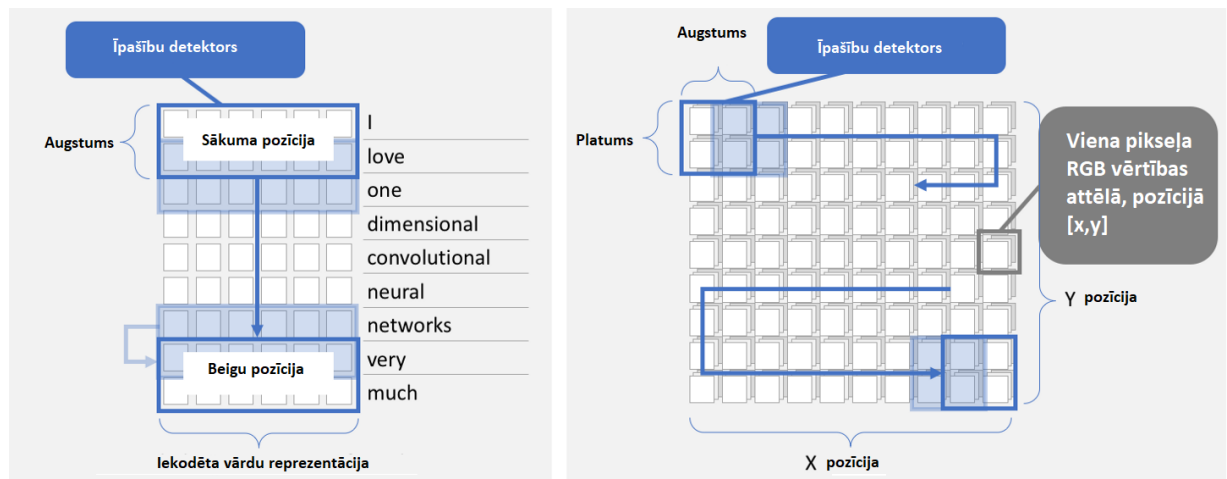 Īpašību detektors
Augstums
Sākuma pozīcija
I
love
one
dimensional
convolutional
neural
networks
very
much
Beigu pozīcija
Iekodēta vārdu reprezentācija
Augstums
Īpašību detektors
Platums
Viena pikseļa
RGB vērtības
attēlā, pozīcijā
[x,y]
Y pozīcija
X pozīcija